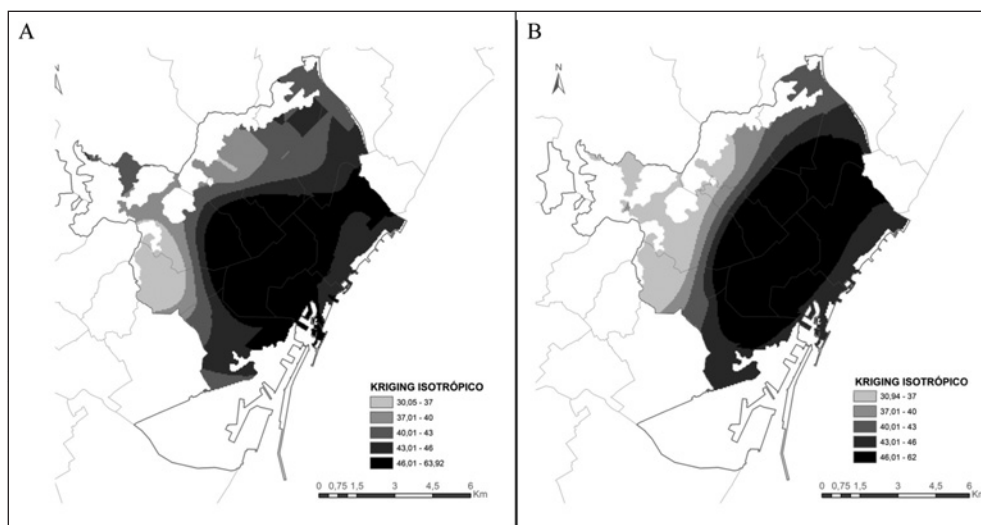 A
N
KRIGING ISOTRÓPICO
30,05 - 37
37,01 - 40
40,01 - 43
43,01 - 46
46,01 - 63,92
0 0,75 1,5 3 4,5 6
Km
B
N
KRIGING ISOTRÓPICO
30,94 - 37
37,01 - 40
40,01 - 43
43,01 - 46
46,01 - 62
0 0,75 1,5 3 4,5 6
Km